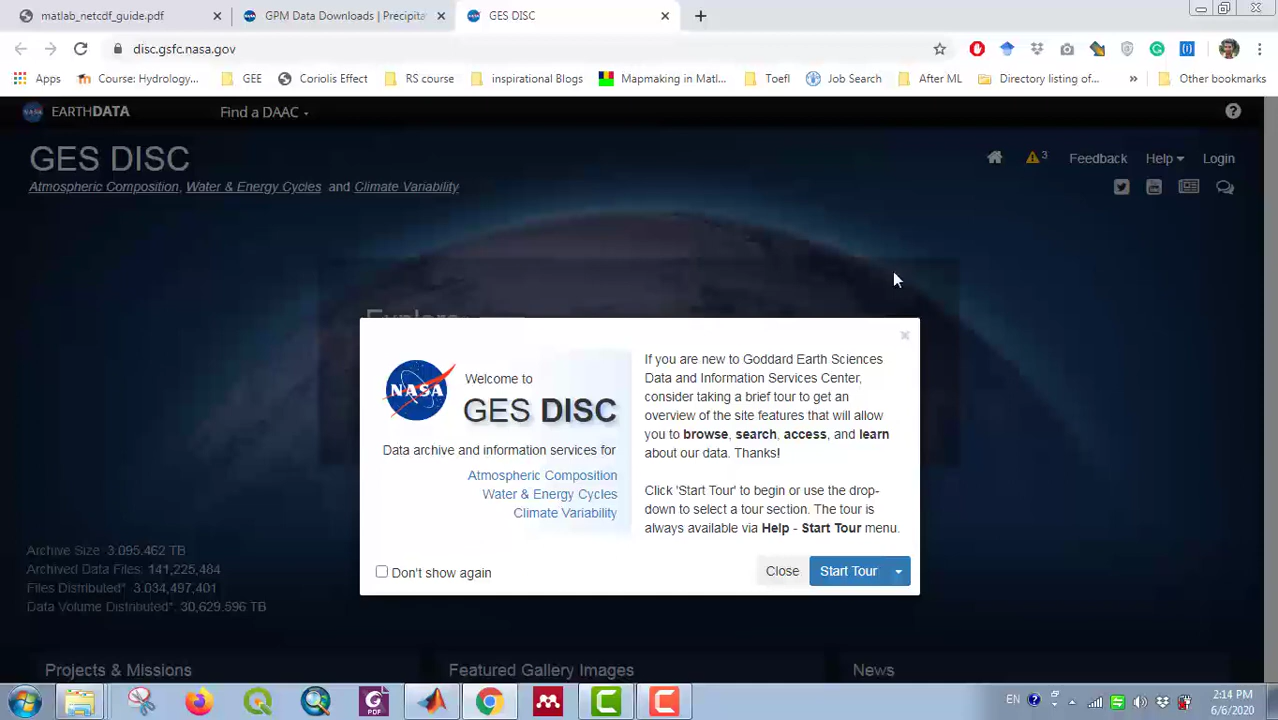 matlab_netcdf_guide.pdf
GPM Data Downloads | Precipita
GES DISC
disc.gsfc.nasa.gov
Apps
Course: Hydrology...
GEE
Coriolis Effect
RS course
inspirational Blogs
Mapmaking in Matl...
Toefl
Job Search
After ML
Directory listing of...
»
Other bookmarks
EARTHDATA
Find a DAAC
GES DISC
3
Feedback
Help
Login
Atmospheric Composition, Water & Energy Cycles and Climate Variability
Explore
NASA
Welcome to
GES DISC
Data archive and information services for
Atmospheric Composition
Water & Energy Cycles
Climate Variability
If you are new to Goddard Earth Sciences
Data and Information Services Center,
consider taking a brief tour to get an
overview of the site features that will allow
you to browse, search, access, and learn
about our data. Thanks!
Click 'Start Tour' to begin or use the drop-
down to select a tour section. The tour is
always available via Help - Start Tour menu.
Don't show again
Close
Start Tour
Archive Size: 3.095.462 TB
Archived Data Files: 141,225,484
Files Distributed*: 3.034,497,401
Data Volume Distributed*: 30,629.596 TB
Projects & Missions
Featured Gallery Images
News
PDF
EN
2:14 PM
6/6/2020